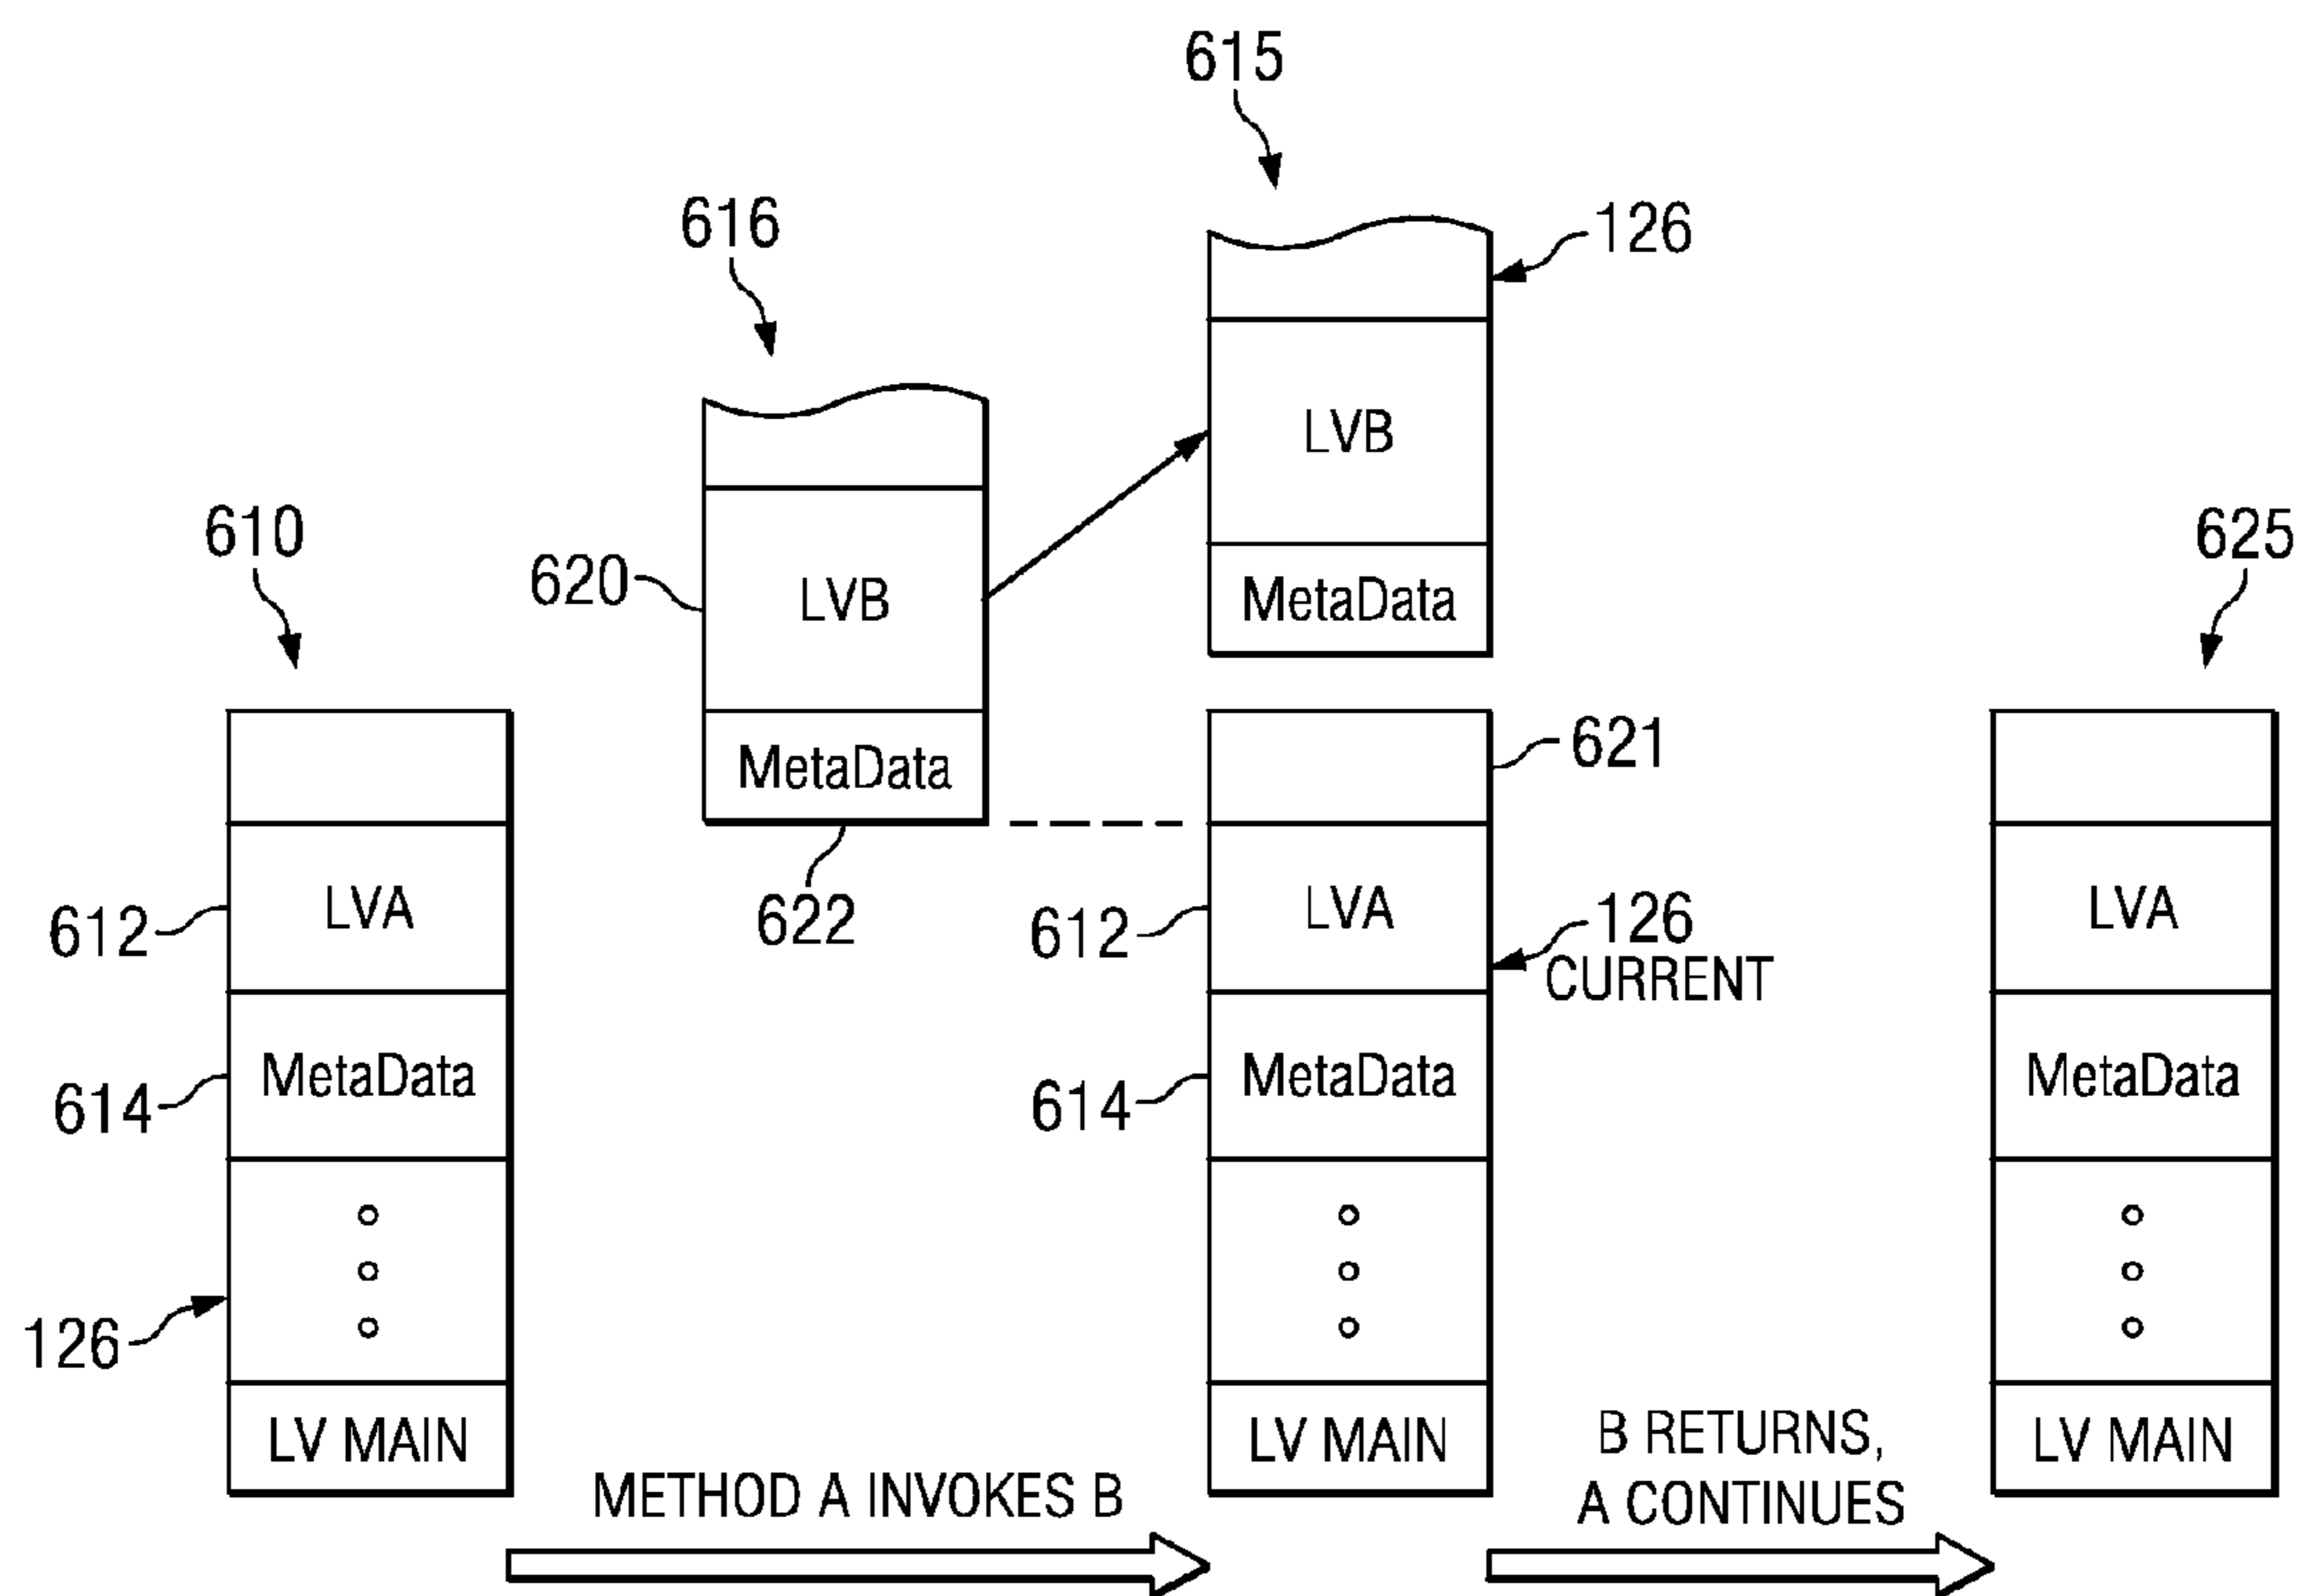 615
616
126
610
LVB
625
620
LVB
MetaData
621
MetaData
612
LVA
622
612
LVA
126
CURRENT
LVA
614
MetaData
614
MetaData
MetaData
126
LV MAIN
METHOD A INVOKES B
LV MAIN
B RETURNS,
A CONTINUES
LV MAIN